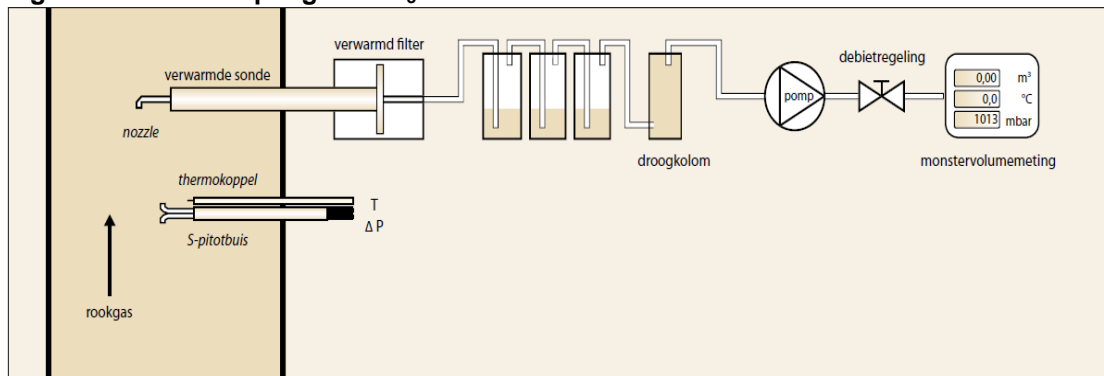 verwarmd filter
verwarmde sonde
nozzle
thermokoppel
T
Δ P
S-pitotbuis
rookgas
droogkolom
pomp
debietregeling
0,00 m³
0,0 °C
1013 mbar
monstervolumemeting